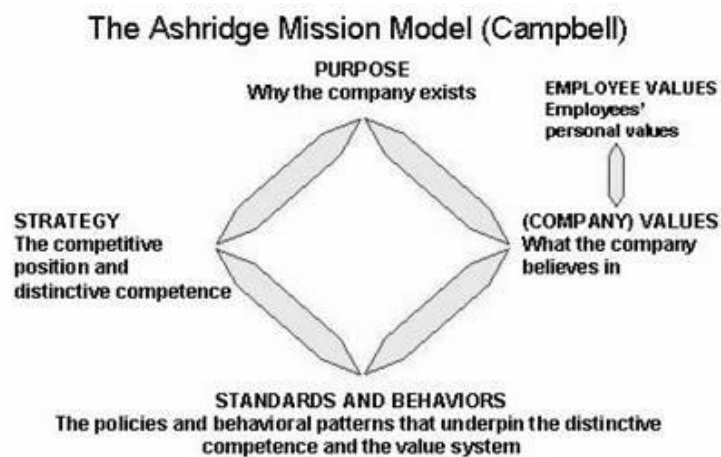 The Ashridge Mission Model (Campbell)
PURPOSE
Why the company exists
EMPLOYEE VALUES
Employees'
personal values
STRATEGY
The competitive
position and
distinctive competence
(COMPANY) VALUES
What the company
believes in
STANDARDS AND BEHAVIORS
The policies and behavioral patterns that underpin the distinctive
competence and the value system